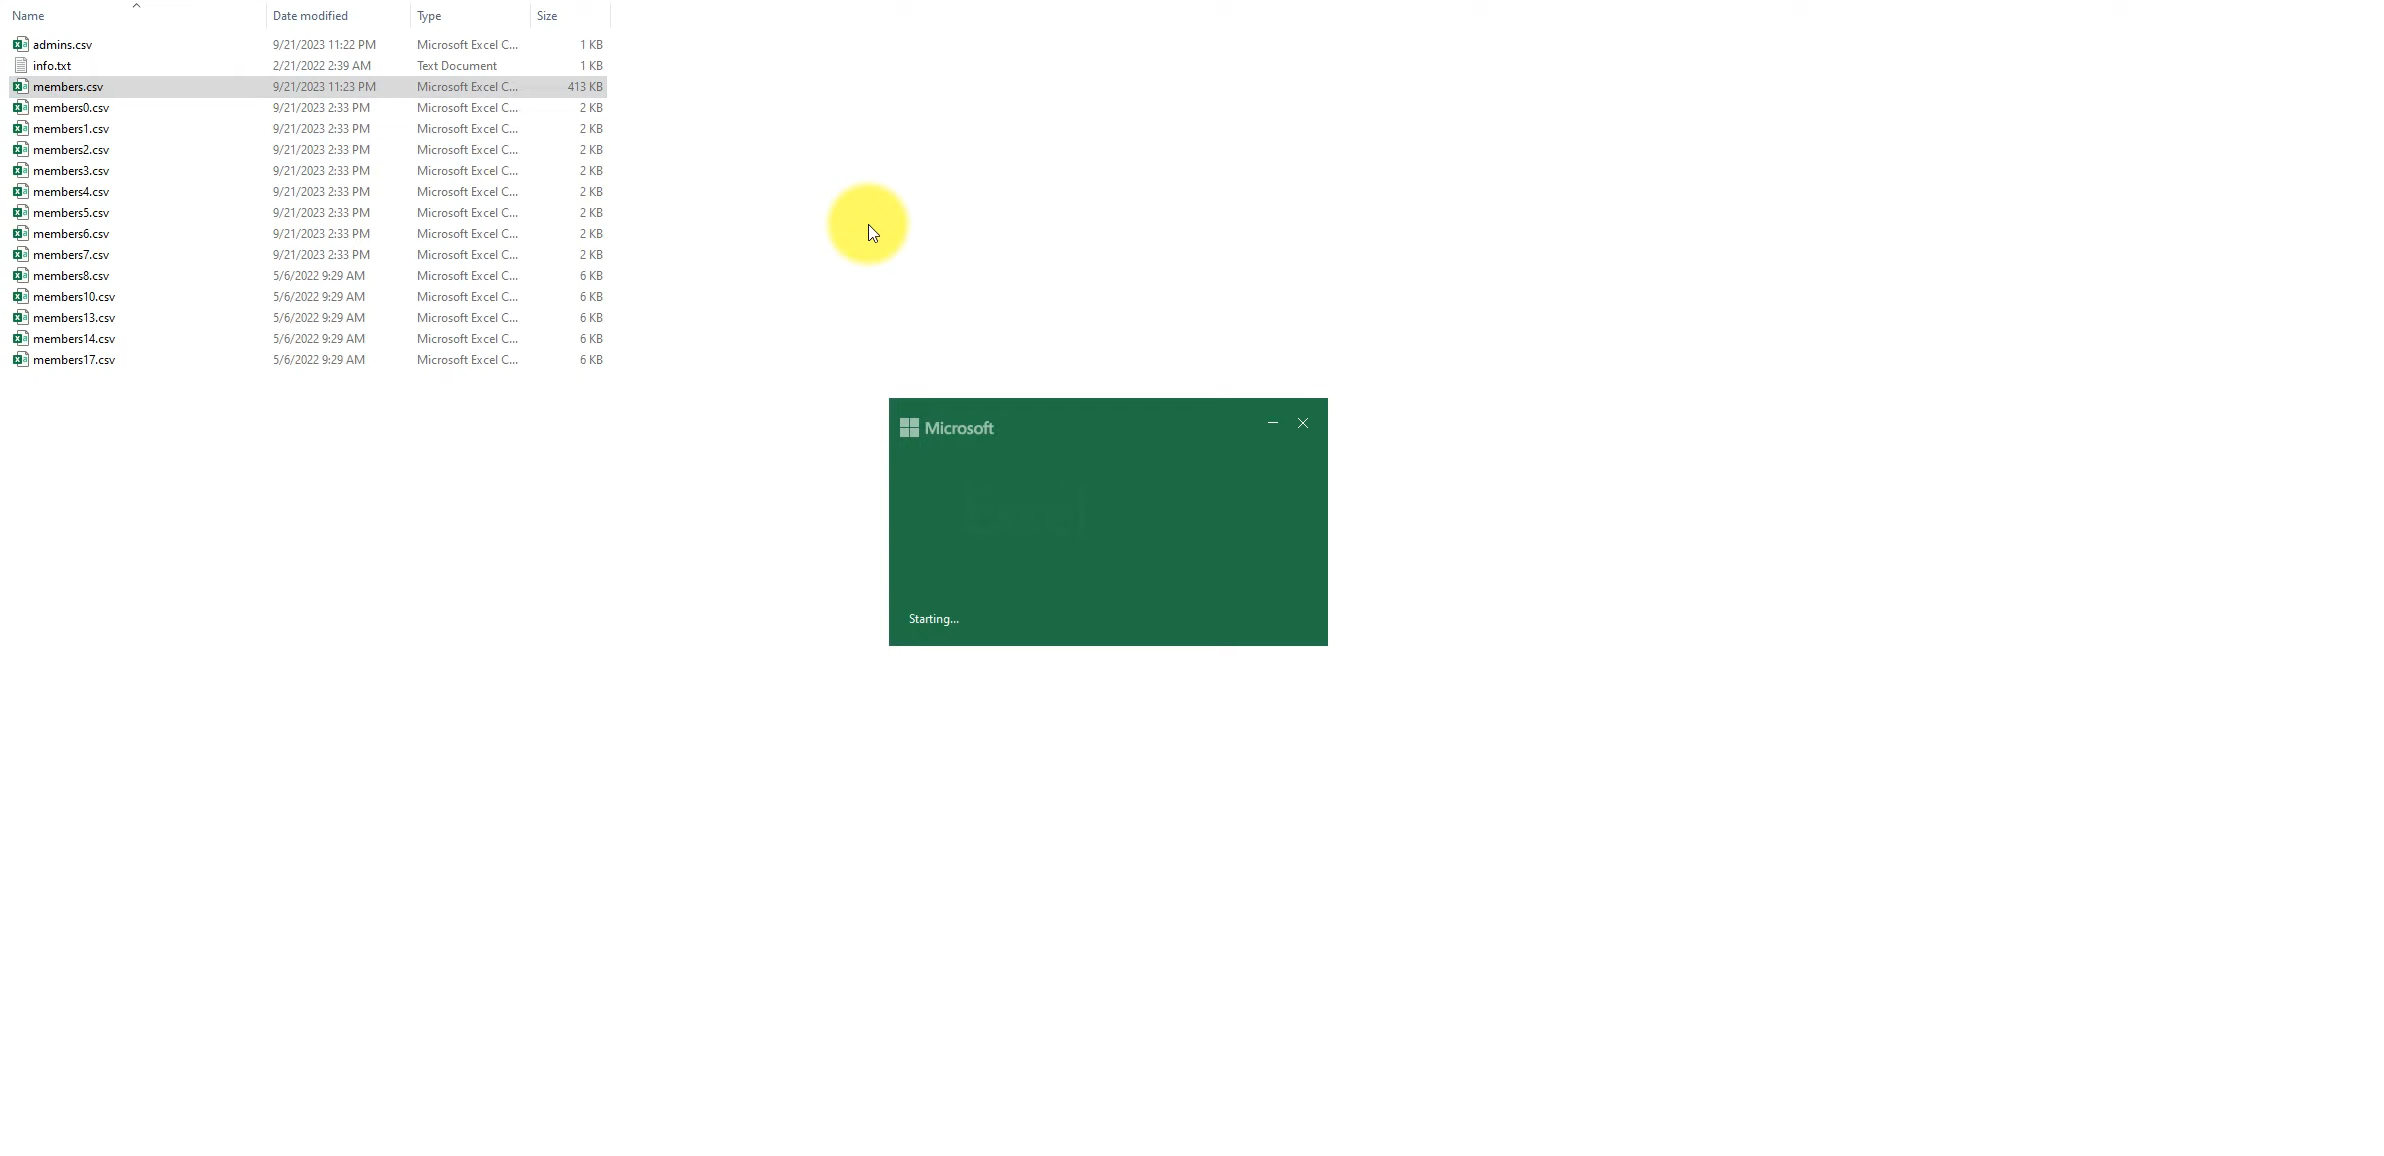 Name Date modified Type Size
admins.csv 9/21/2023 11:22 PM Microsoft Excel C... 1 KB
info.txt 2/21/2022 2:39 AM Text Document 1 KB
members.csv 9/21/2023 11:23 PM Microsoft Excel C... 413 KB
members0.csv 9/21/2023 2:33 PM Microsoft Excel C... 2 KB
members1.csv 9/21/2023 2:33 PM Microsoft Excel C... 2 KB
members2.csv 9/21/2023 2:33 PM Microsoft Excel C... 2 KB
members3.csv 9/21/2023 2:33 PM Microsoft Excel C... 2 KB
members4.csv 9/21/2023 2:33 PM Microsoft Excel C... 2 KB
members5.csv 9/21/2023 2:33 PM Microsoft Excel C... 2 KB
members6.csv 9/21/2023 2:33 PM Microsoft Excel C... 2 KB
members7.csv 9/21/2023 2:33 PM Microsoft Excel C... 2 KB
members8.csv 5/6/2022 9:29 AM Microsoft Excel C... 6 KB
members10.csv 5/6/2022 9:29 AM Microsoft Excel C... 6 KB
members13.csv 5/6/2022 9:29 AM Microsoft Excel C... 6 KB
members14.csv 5/6/2022 9:29 AM Microsoft Excel C... 6 KB
members17.csv 5/6/2022 9:29 AM Microsoft Excel C... 6 KB
Microsoft
Starting...